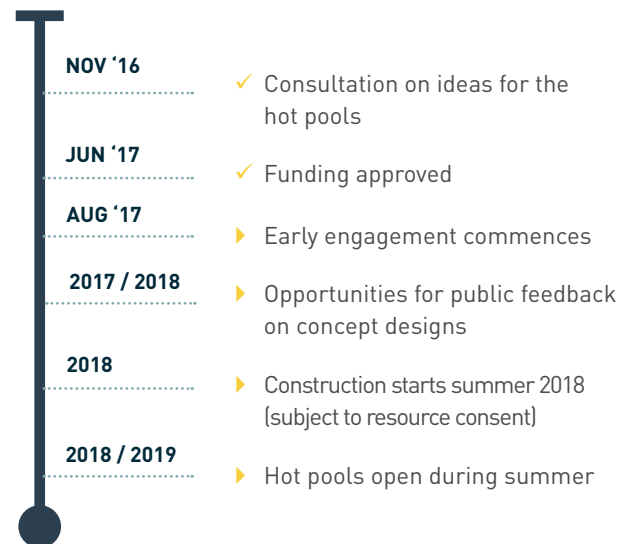 NOV ‘16
✓ Consultation on ideas for the
hot pools
JUN ‘17
✓ Funding approved
AUG ‘17
Early engagement commences
2017 / 2018
Opportunities for public feedback
on concept designs
2018
Construction starts summer 2018
(subject to resource consent)
2018 / 2019
Hot pools open during summer